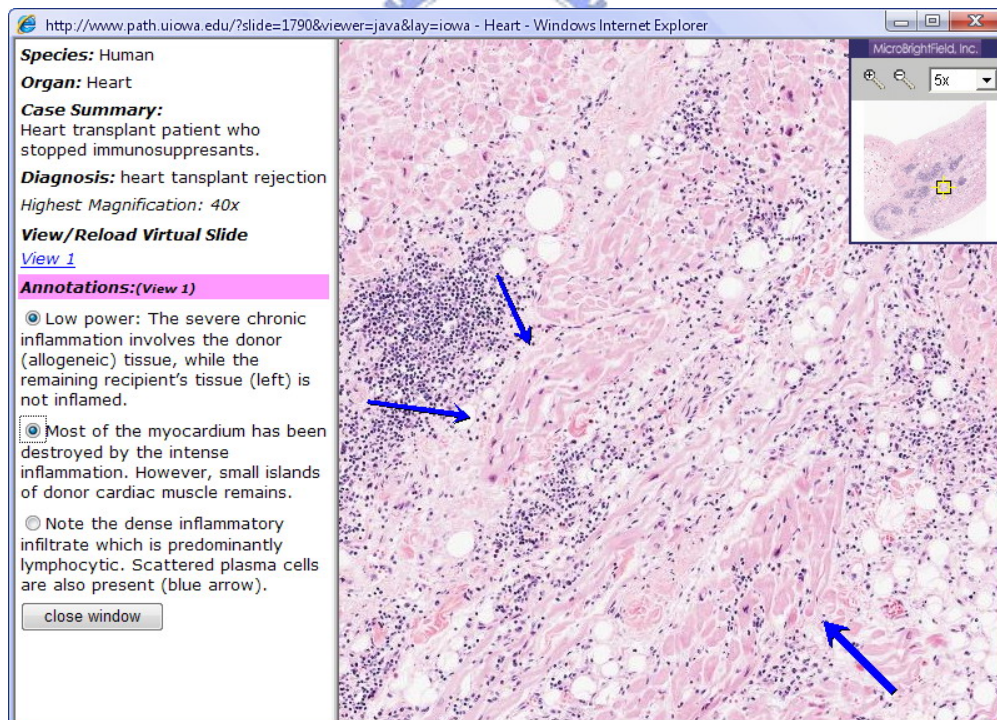 http://www.path.uiowa.edu/?slide=1790&viewer=java&lay=iowa - Heart - Windows Internet Explorer
Species: Human
Organ: Heart
Case Summary:
Heart transplant patient who
stopped immunosuppresants.
Diagnosis: heart tansplant rejection
Highest Magnification: 40x
View/Reload Virtual Slide
View 1
Annotations:(View 1)
Low power: The severe chronic
inflammation involves the donor
(allogeneic) tissue, while the
remaining recipient's tissue (left) is
not inflamed.
Most of the myocardium has been
destroyed by the intense
inflammation. However, small islands
of donor cardiac muscle remains.
Note the dense inflammatory
infiltrate which is predominantly
lymphocytic. Scattered plasma cells
are also present (blue arrow).
close window
MicroBrightField, Inc.
5x